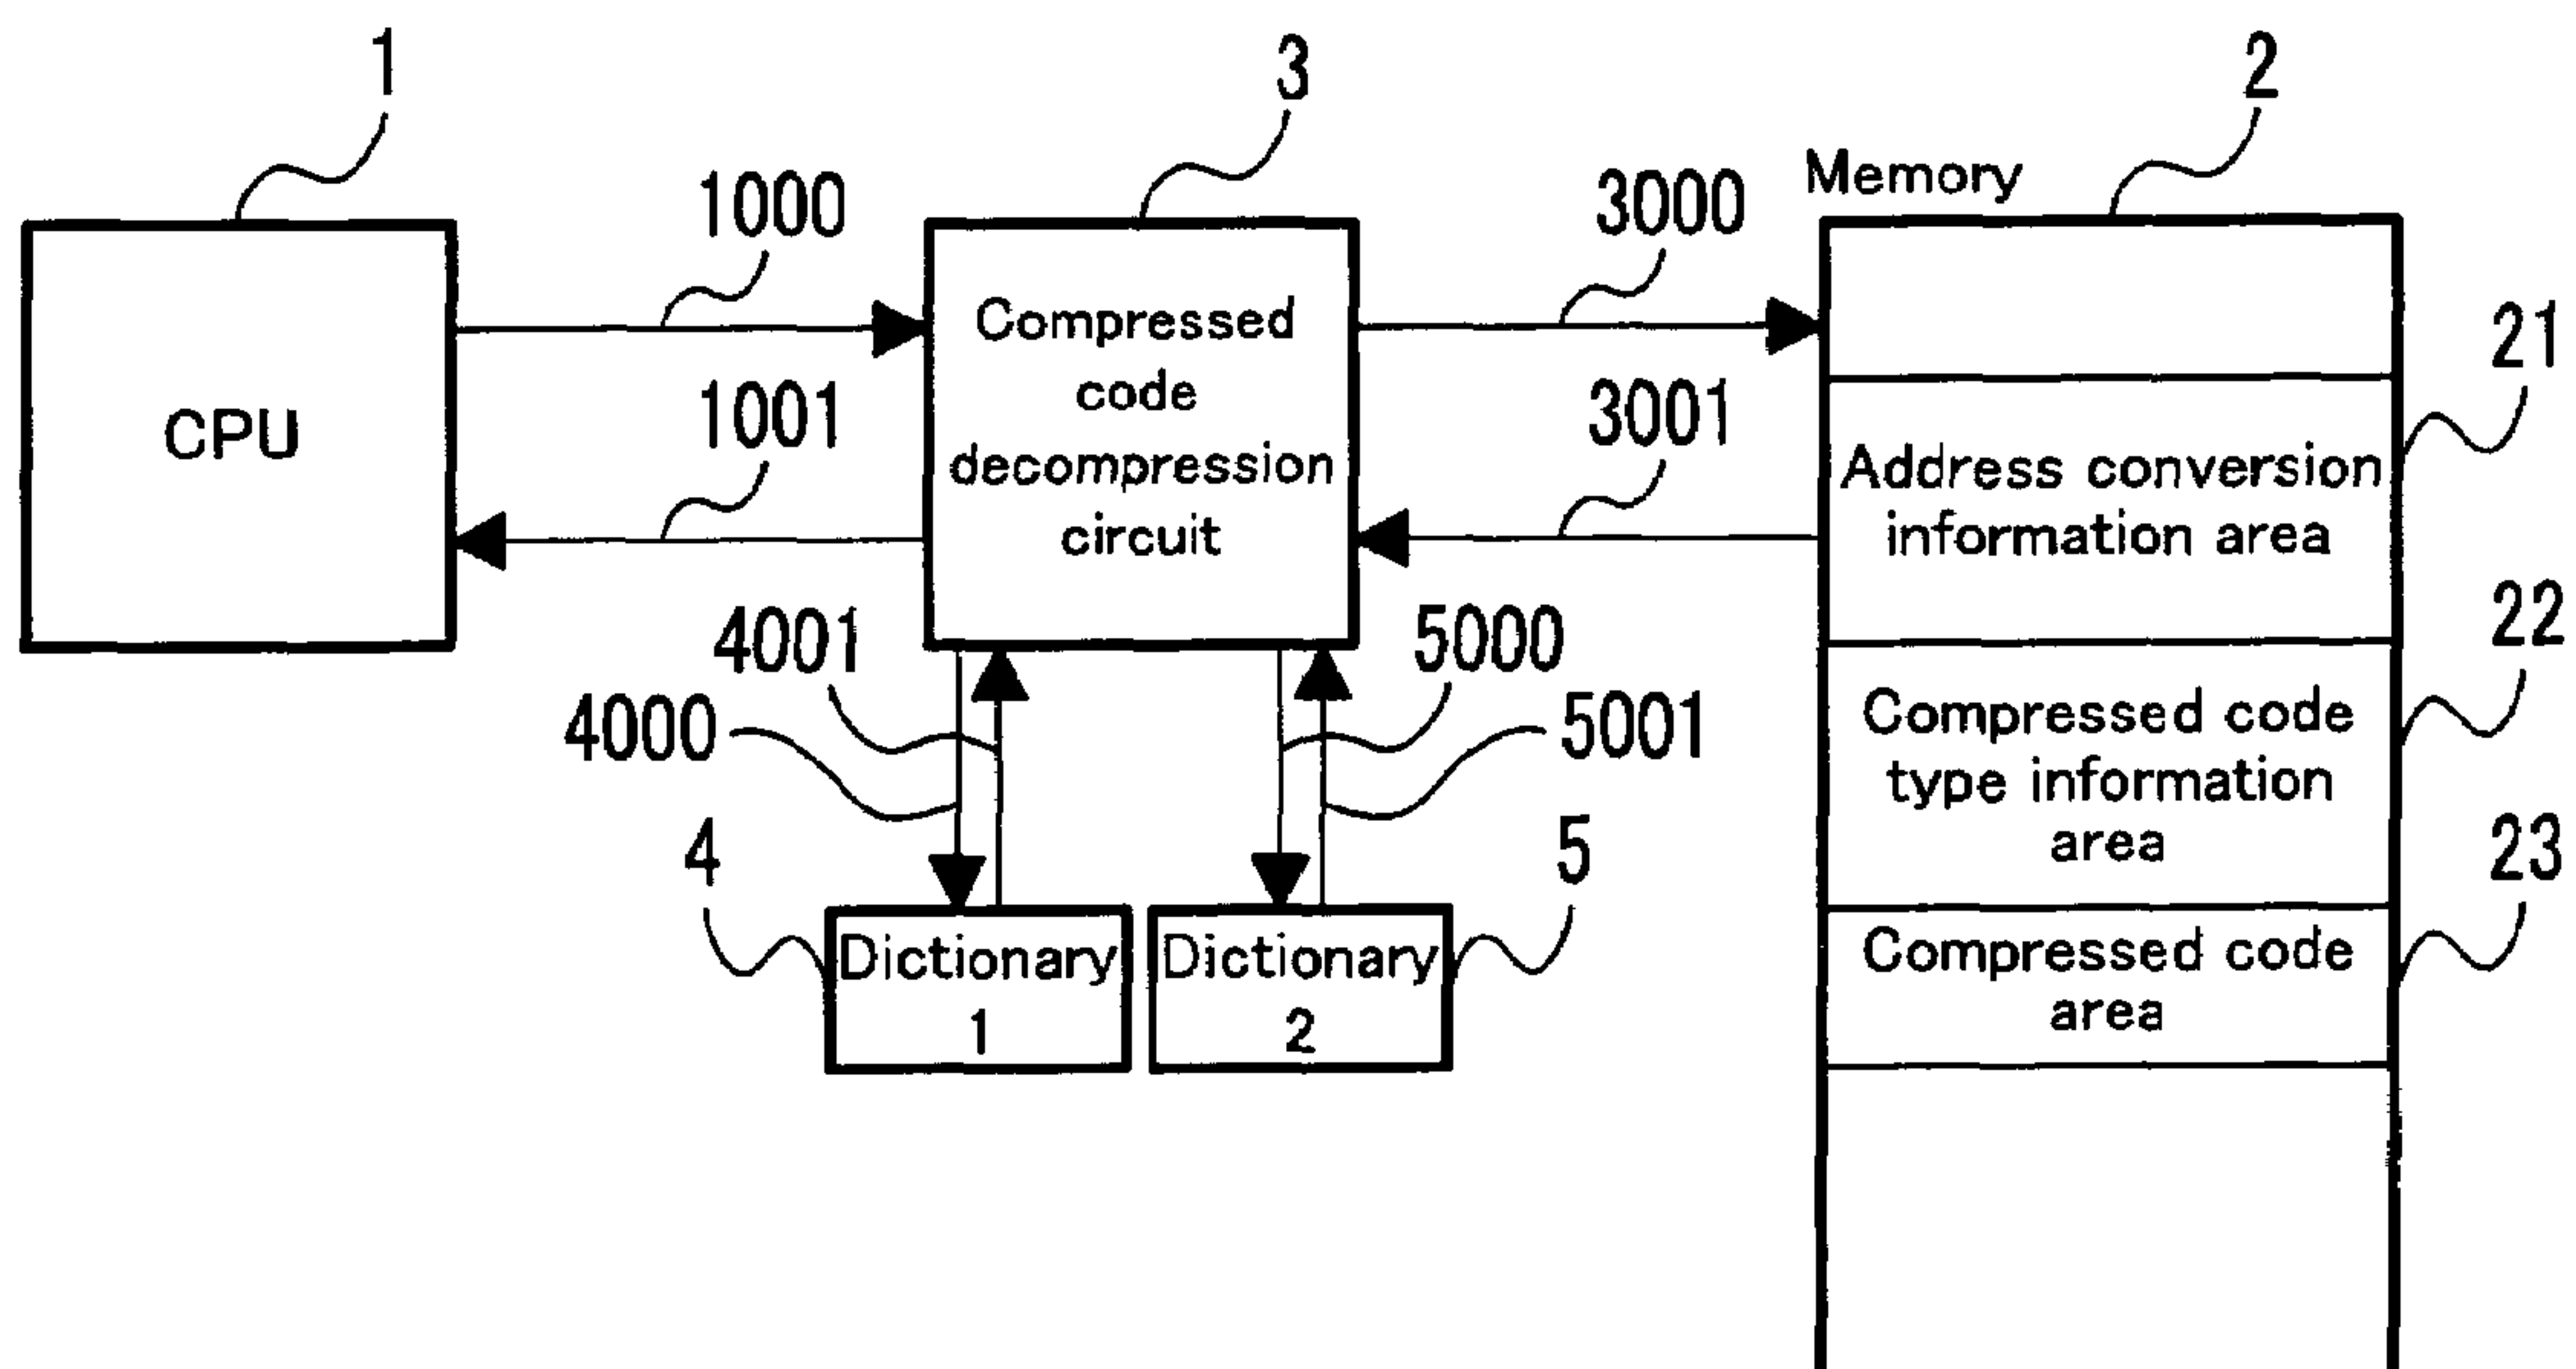 1
3
2
Memory
1000
3000
CPU
Compressed
code
decompression
circuit
1001
3001
21
Address conversion
information area
4001
4000
5000
5001
22
Compressed code
type information
area
4
5
23
Dictionary
1
Dictionary
2
Compressed code
area